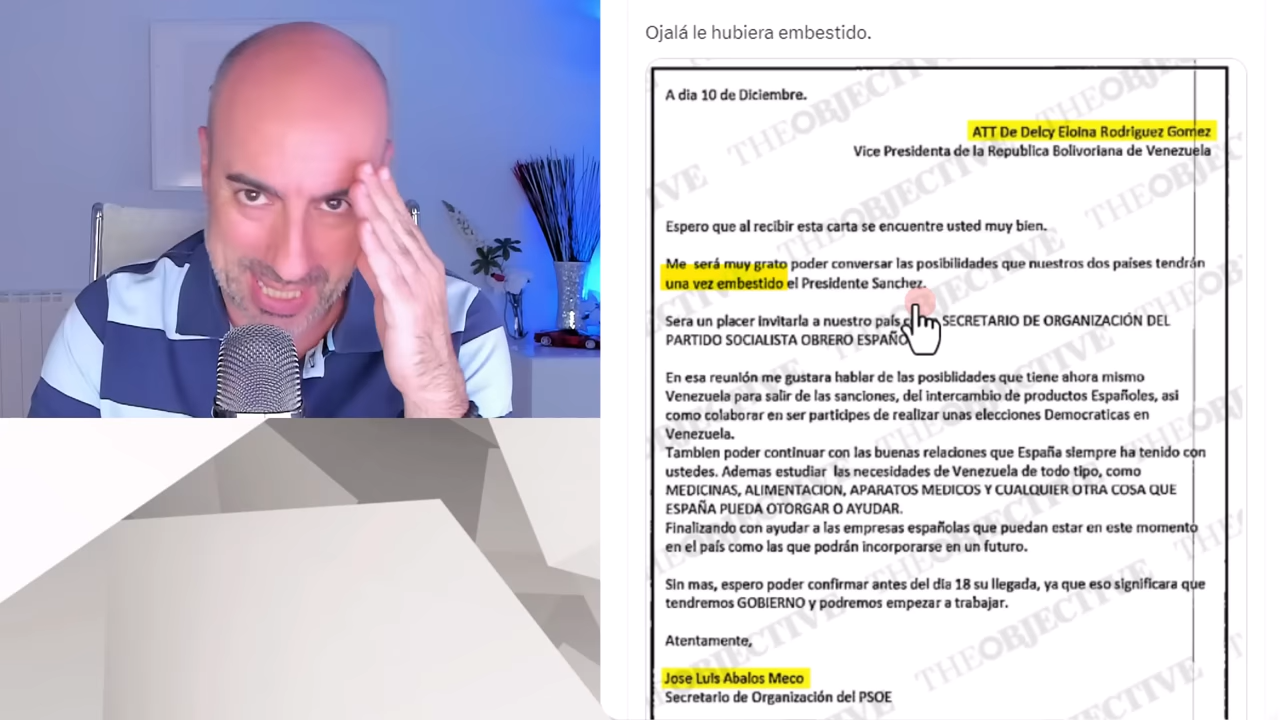 Ojalá le hubiera embestido.
A dia 10 de Diciembre.
ATT De Delcy Eloina Rodriguez Gomez
Vice Presidenta de la Republica Bolivoriana de Venezuela
Espero que al recibir esta carta se encuentre usted muy bien.
Me será muy grato poder conversar las posibilidades que nuestros dos países tendrán
una vez embestido el Presidente Sanchez.
Sera un placer invitarla a nuestro país SECRETARIO DE ORGANIZACIÓN DEL
PARTIDO SOCIALISTA OBRERO ESPAÑO
En esa reunión me gustara hablar de las posiblidades que tiene ahora mismo
Venezuela para salir de las sanciones, del intercambio de productos Españoles, asi
como colaborar en ser participes de realizar unas elecciones Democraticas en
Venezuela.
Tambien poder continuar con las buenas relaciones que España siempre ha tenido con
ustedes. Ademas estudiar las necesidades de Venezuela de todo tipo, como
MEDICINAS, ALIMENTACION, APARATOS MEDICOS Y CUALQUIER OTRA COSA QUE
ESPAÑA PUEDA OTORGAR O AYUDAR.
Finalizando con ayudar a las empresas españolas que puedan estar en este momento
en el país como las que podrán incorporarse en un futuro.
Sin mas, espero poder confirmar antes del dia 18 su llegada, ya que eso significara que
tendremos GOBIERNO y podremos empezar a trabajar.
Atentamente,
Jose Luis Abalos Meco
Secretario de Organización del PSOE
THEOBJECTIVE